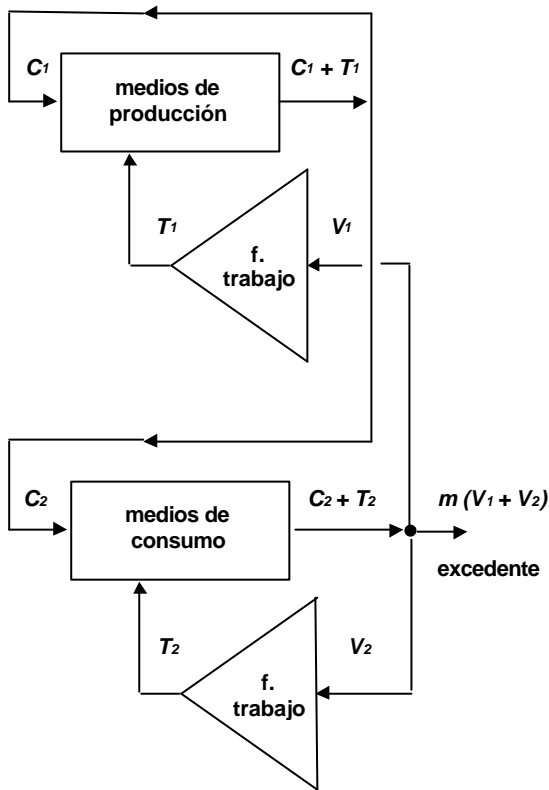 C₁
medios de
producción
C₁ + T₁
T₁
V₁
f.
trabajo
C₂
medios de
consumo
C₂ + T₂
m (V₁ + V₂)
excedente
T₂
V₂
f.
trabajo